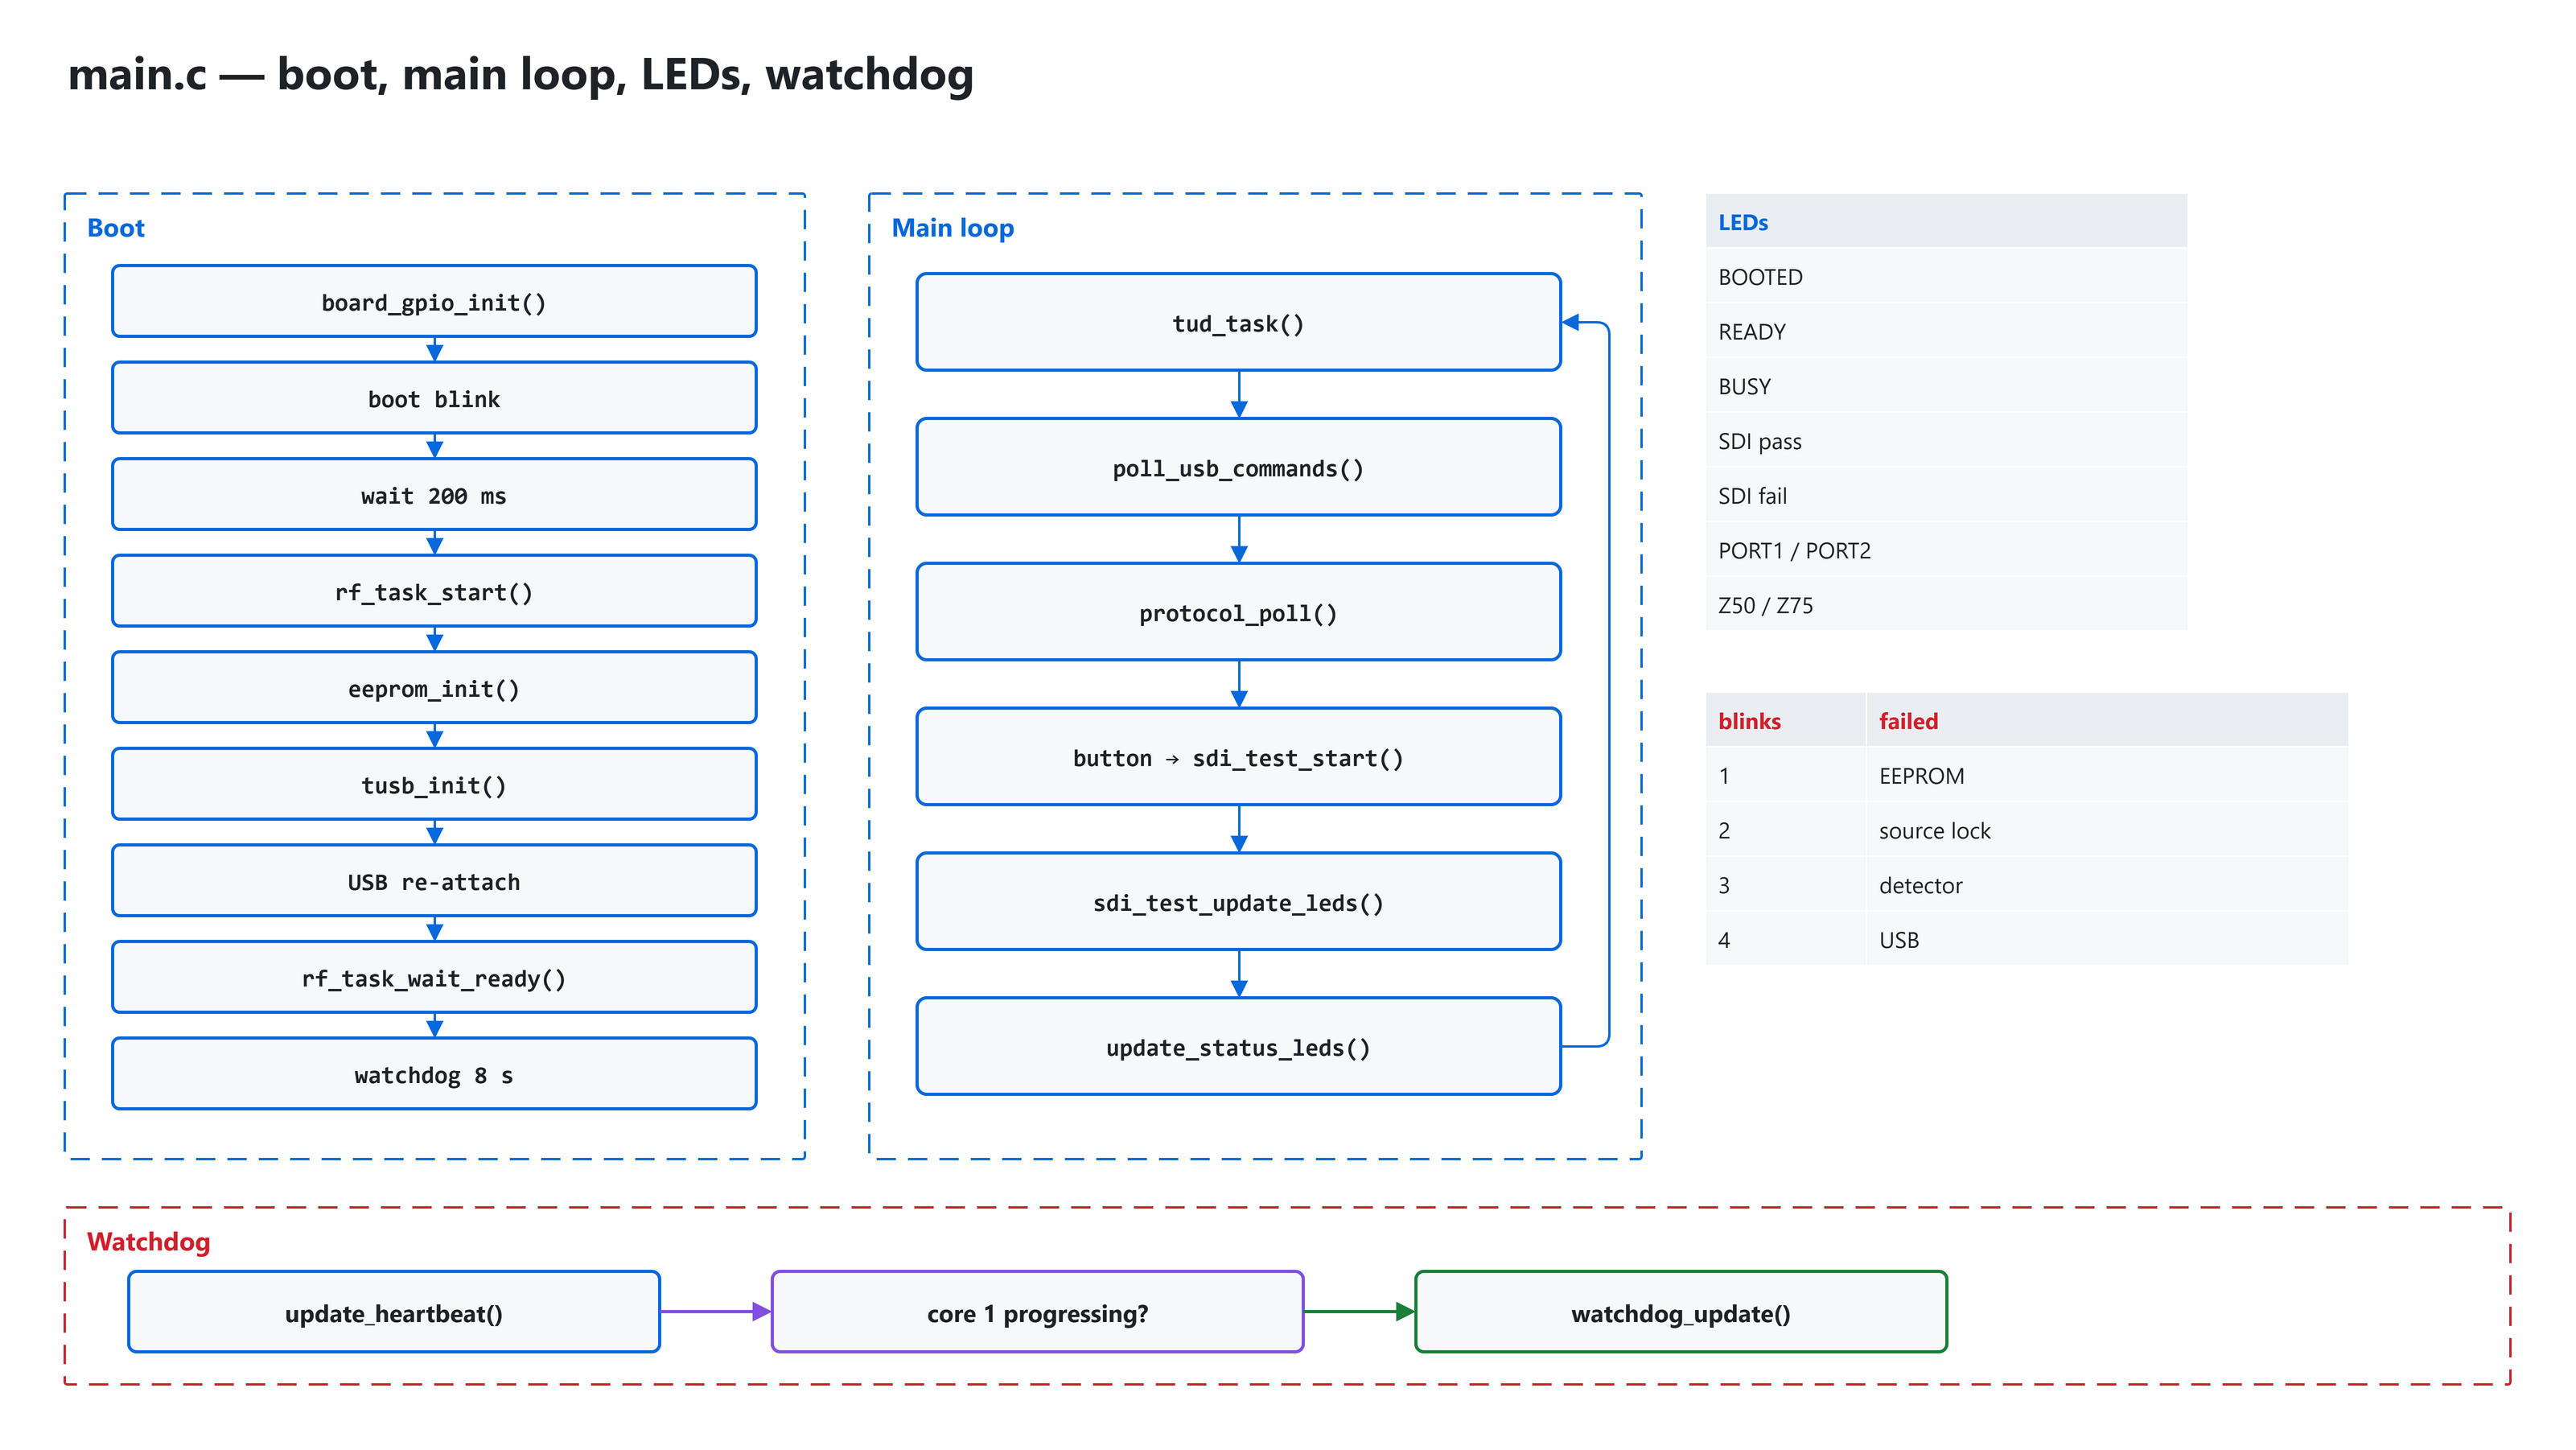 main.c — boot, main loop, LEDs, watchdog
Boot
board_gpio_init()
boot blink
wait 200 ms
rf_task_start()
eeprom_init()
tusb_init()
USB re-attach
rf_task_wait_ready()
watchdog 8 s
Main loop
tud_task()
poll_usb_commands()
protocol_poll()
button → sdi_test_start()
sdi_test_update_leds()
update_status_leds()
LEDs
BOOTED
READY
BUSY
SDI pass
SDI fail
PORT1 / PORT2
Z50 / Z75
blinks failed
1 EEPROM
2 source lock
3 detector
4 USB
Watchdog
update_heartbeat()
core 1 progressing?
watchdog_update()